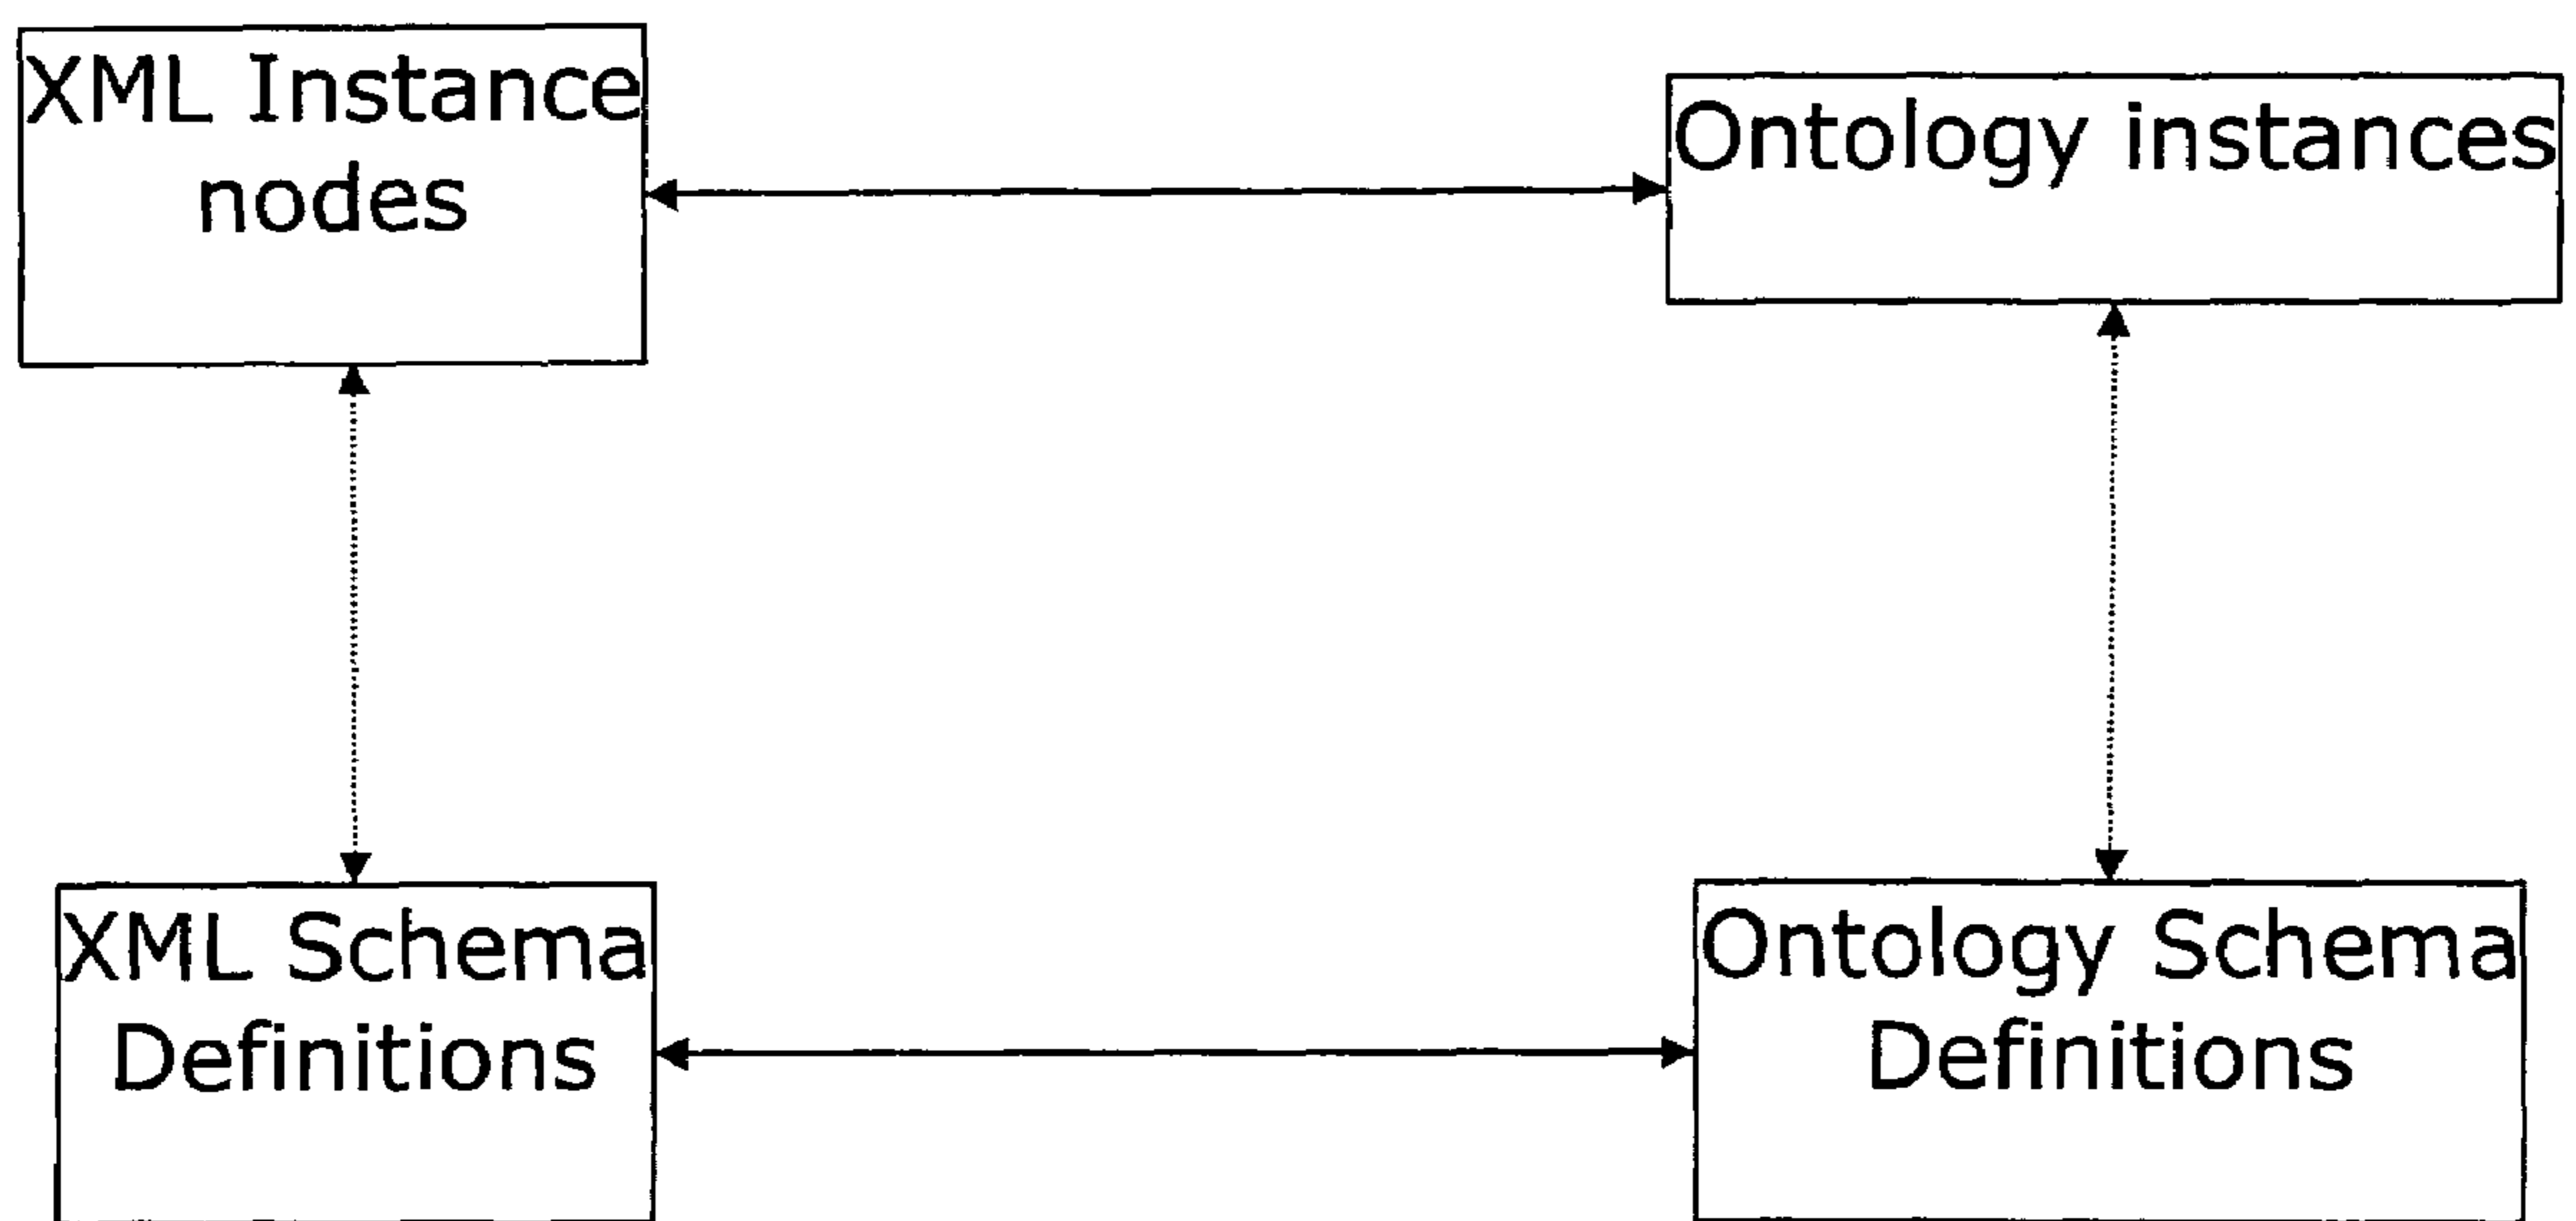 XML Instance
nodes
Ontology instances
XML Schema
Definitions
Ontology Schema
Definitions